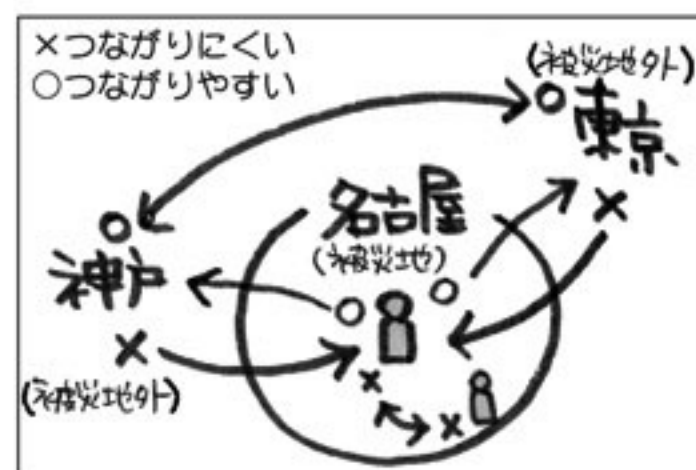 ×つながりにくい
○つながりやすい
(被災地外)
○東京
×
名古屋
(被災地)
○
○
○
神戸
×
(被災地外)
×
×